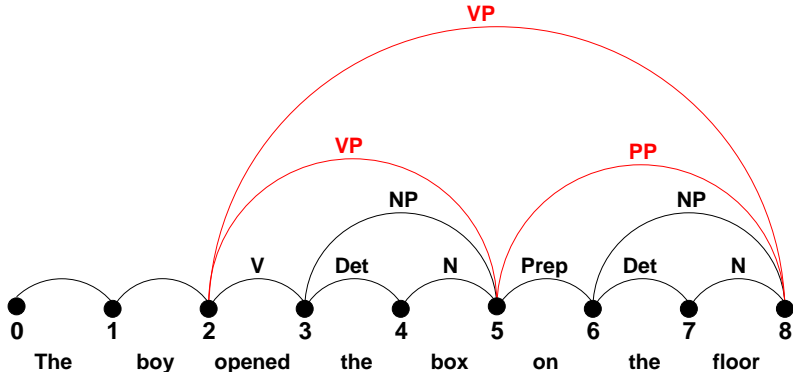 VP
VP PP
NP NP
V Det N Prep Det N
0 1 2 3 4 5 6 7 8
The boy opened the box on the floor